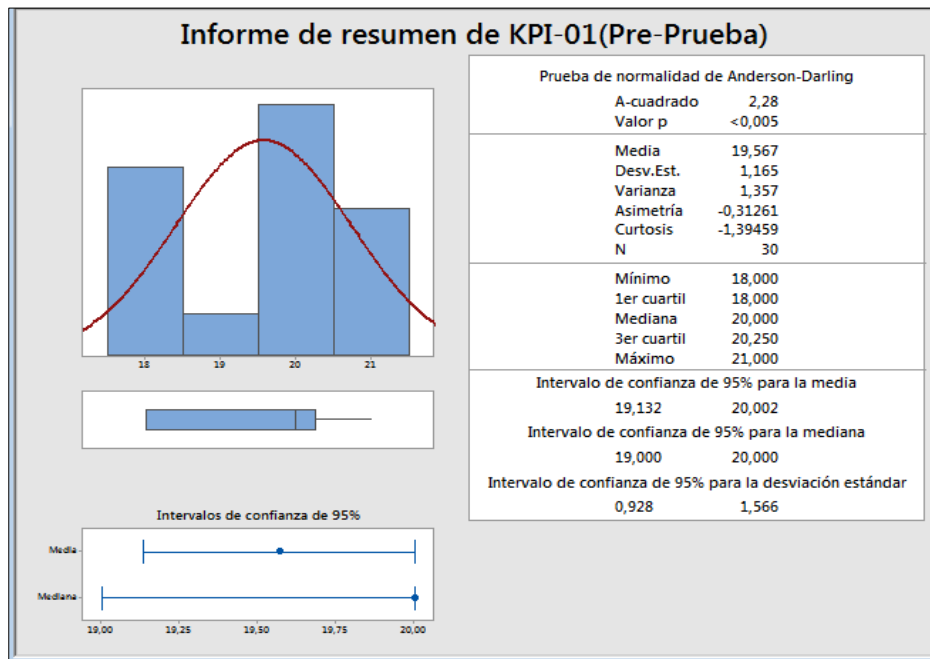 Informe de resumen de KPI-01(Pre-Prueba)
18 19 20 21
Intervalos de confianza de 95%
Media
Mediana
19,00 19,25 19,50 19,75 20,00
Prueba de normalidad de Anderson-Darling
A-cuadrado 2,28
Valor p <0,005
Media 19,567
Desv.Est. 1,165
Varianza 1,357
Asimetría -0,31261
Curtosis -1,39459
N 30
Mínimo 18,000
1er cuartil 18,000
Mediana 20,000
3er cuartil 20,250
Máximo 21,000
Intervalo de confianza de 95% para la media
19,132 20,002
Intervalo de confianza de 95% para la mediana
19,000 20,000
Intervalo de confianza de 95% para la desviación estándar
0,928 1,566